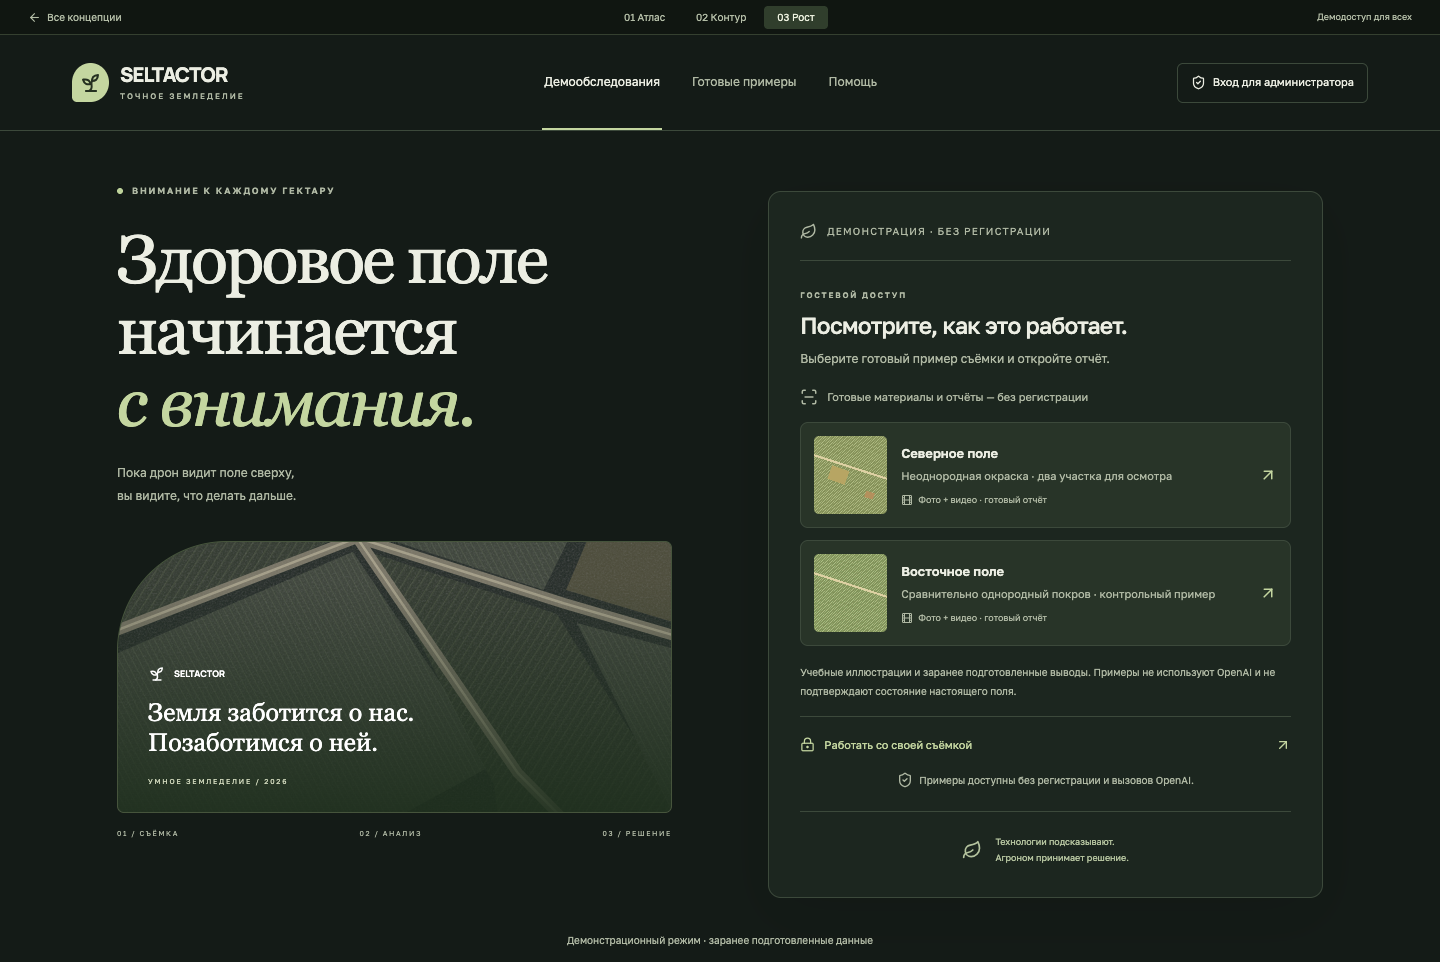 Все концепции
01 Атлас
02 Контур
03 Рост
Демодоступ для всех
SELTACTOR
ТОЧНОЕ ЗЕМЛЕДЕЛИЕ
Демообследования
Готовые примеры
Помощь
Вход для администратора
ВНИМАНИЕ К КАЖДОМУ ГЕКТАРУ
Здоровое поле
начинается
с внимания.
Пока дрон видит поле сверху,
вы видите, что делать дальше.
SELTACTOR
Земля заботится о нас.
Позаботимся о ней.
УМНОЕ ЗЕМЛЕДЕЛИЕ / 2026
01 / СЪЁМКА
02 / АНАЛИЗ
03 / РЕШЕНИЕ
ДЕМОНСТРАЦИЯ · БЕЗ РЕГИСТРАЦИИ
ГОСТЕВОЙ ДОСТУП
Посмотрите, как это работает.
Выберите готовый пример съёмки и откройте отчёт.
Готовые материалы и отчёты — без регистрации
Северное поле
Неоднородная окраска · два участка для осмотра
Фото + видео · готовый отчёт
Восточное поле
Сравнительно однородный покров · контрольный пример
Фото + видео · готовый отчёт
Учебные иллюстрации и заранее подготовленные выводы. Примеры не используют OpenAI и не
подтверждают состояние настоящего поля.
Работать со своей съёмкой
Примеры доступны без регистрации и вызовов OpenAI.
Технологии подсказывают.
Агроном принимает решение.
Демонстрационный режим · заранее подготовленные данные